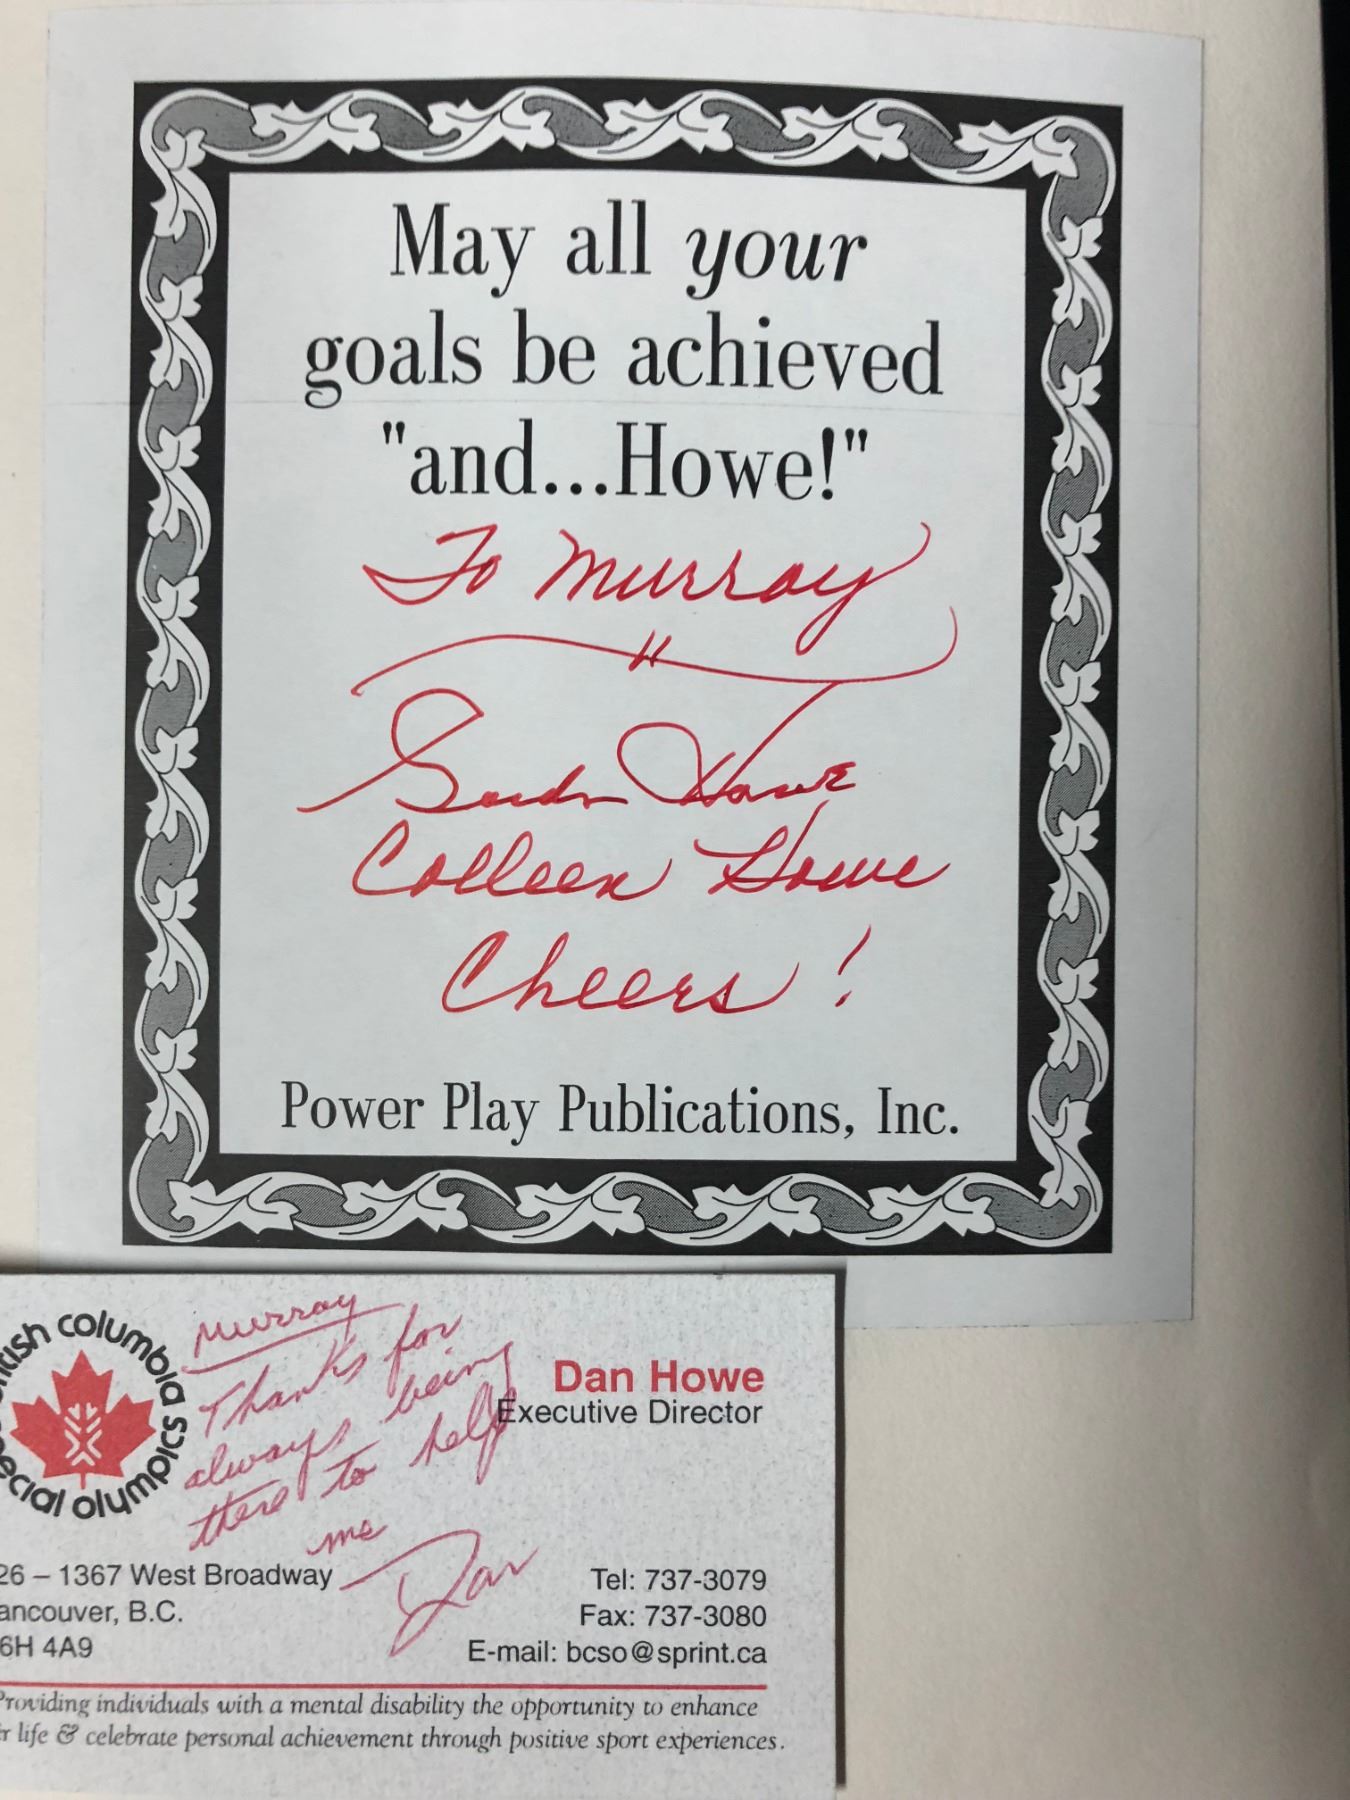 May all your
goals be achieved
"and...Howe!"
To Murray
Gordie Howe
Colleen Howe
Cheers!
Power Play Publications, Inc.
columbia
special olympics
Murray
Thanks for
always being
there to help
me
Dan
Dan Howe
Executive Director
26 – 1367 West Broadway
ancouver, B.C.
6H 4A9
Tel: 737-3079
Fax: 737-3080
E-mail: bcso@sprint.ca
Providing individuals with a mental disability the opportunity to enhance
r life & celebrate personal achievement through positive sport experiences.